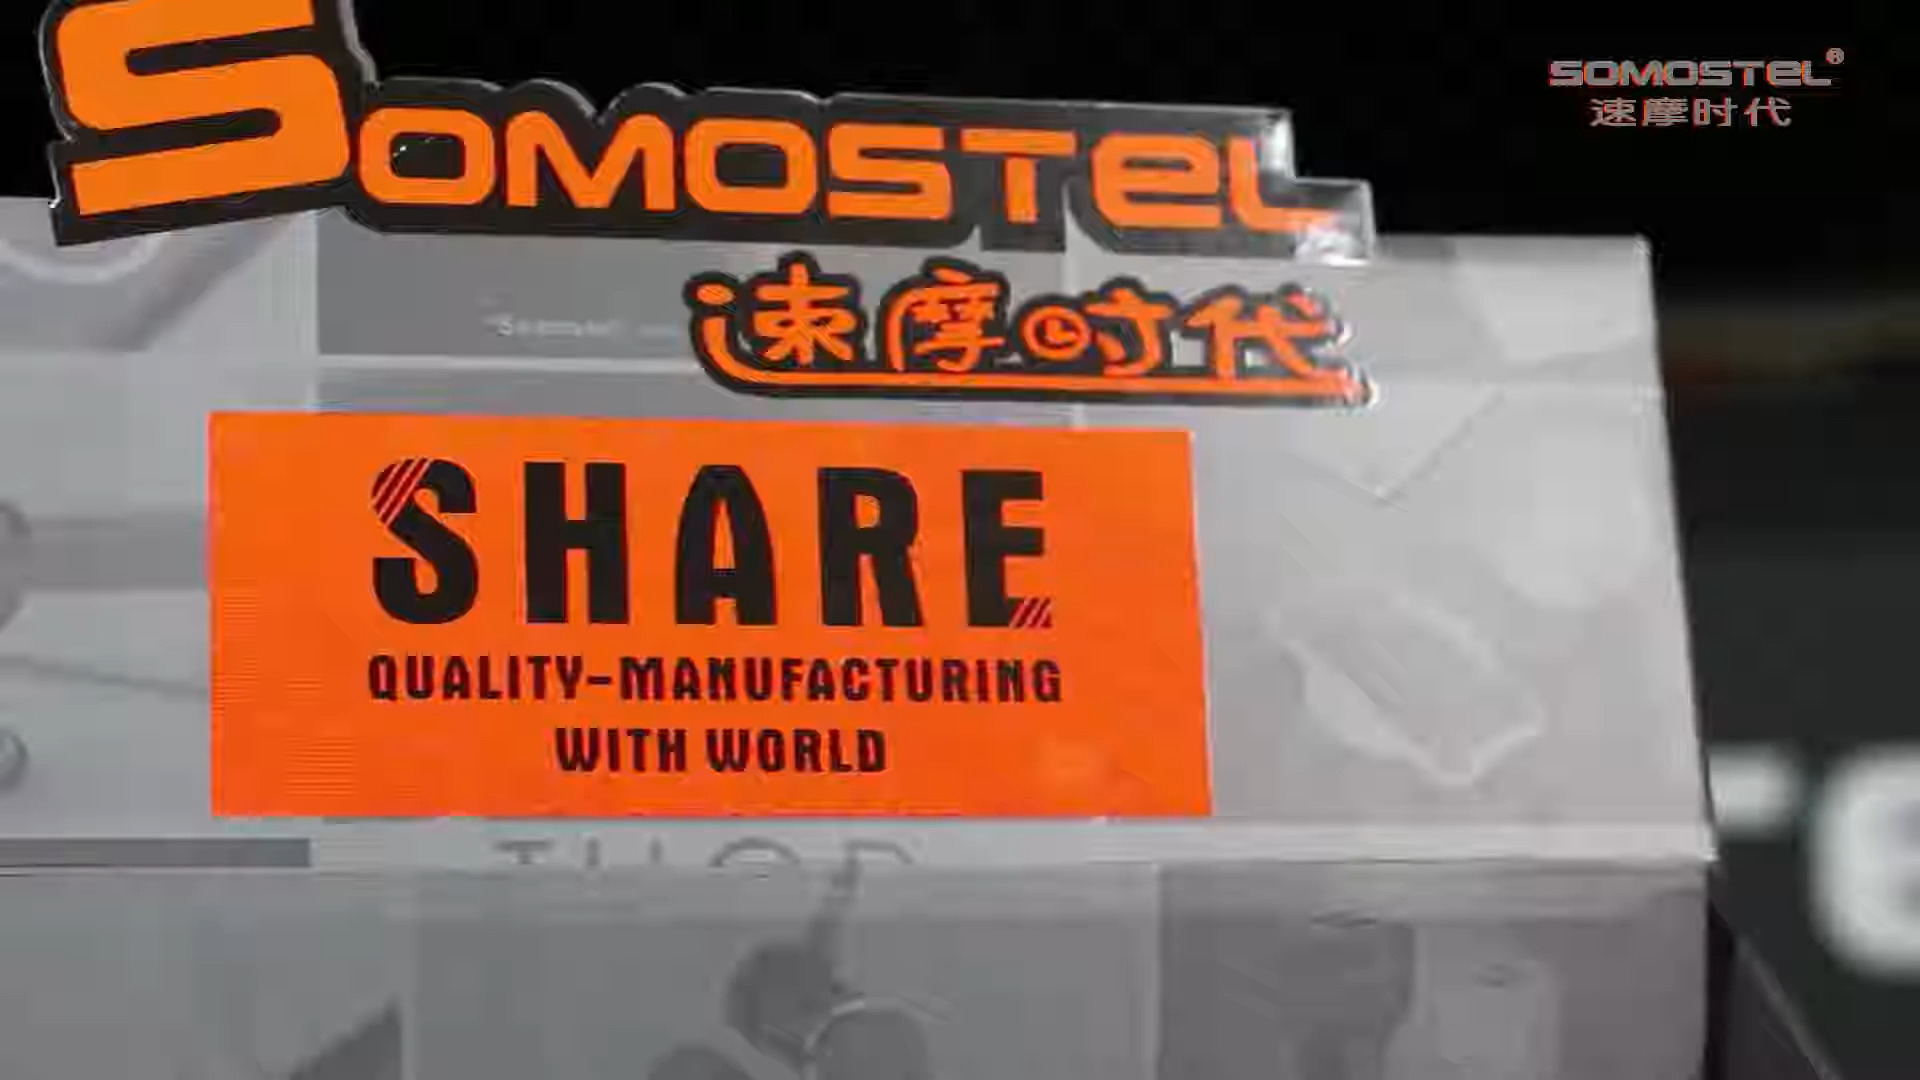 SOMOSTEL®
速摩时代
SOMOSTEL
速摩时代
SHARE
QUALITY-MANUFACTURING
WITH WORLD